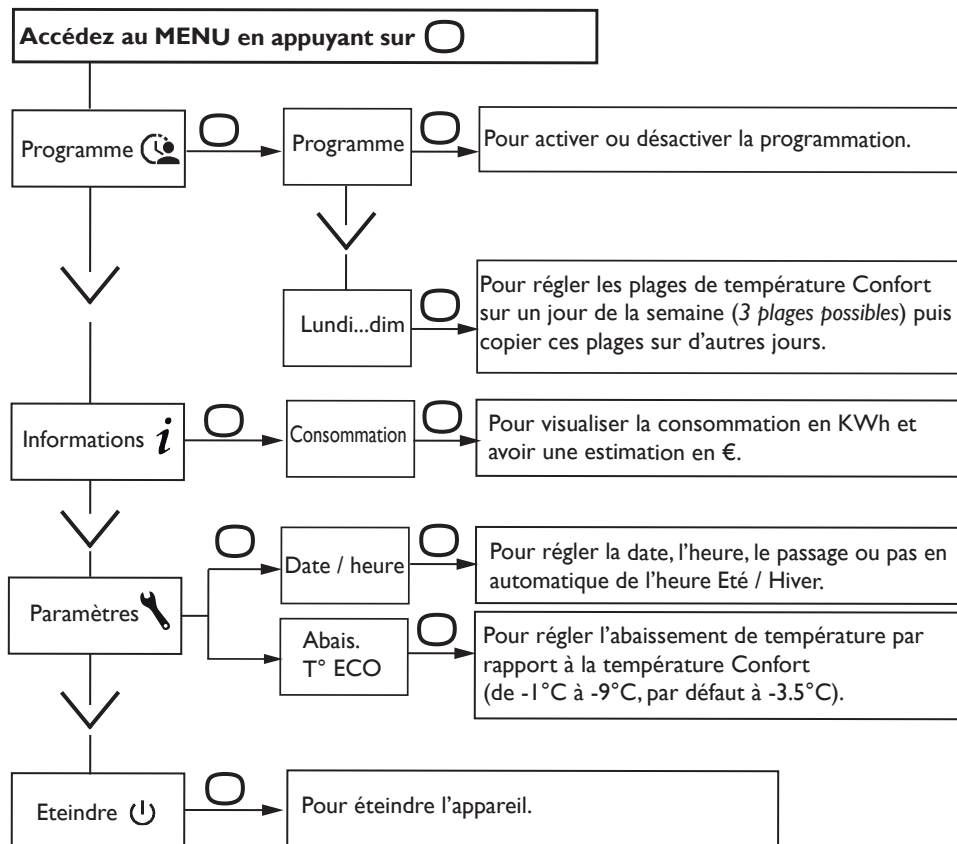 Accédez au MENU en appuyant sur
Programme
Programme
Pour activer ou désactiver la programmation.
Lundi...dim
Pour régler les plages de température Confort
sur un jour de la semaine (3 plages possibles) puis
copier ces plages sur d'autres jours.
Informations i
Consommation
Pour visualiser la consommation en KWh et
avoir une estimation en €.
Paramètres
Date / heure
Pour régler la date, l'heure, le passage ou pas en
automatique de l'heure Eté / Hiver.
Abais.
T° ECO
Pour régler l'abaissement de température par
rapport à la température Confort
(de -1°C à -9°C, par défaut à -3.5°C).
Eteindre
Pour éteindre l'appareil.